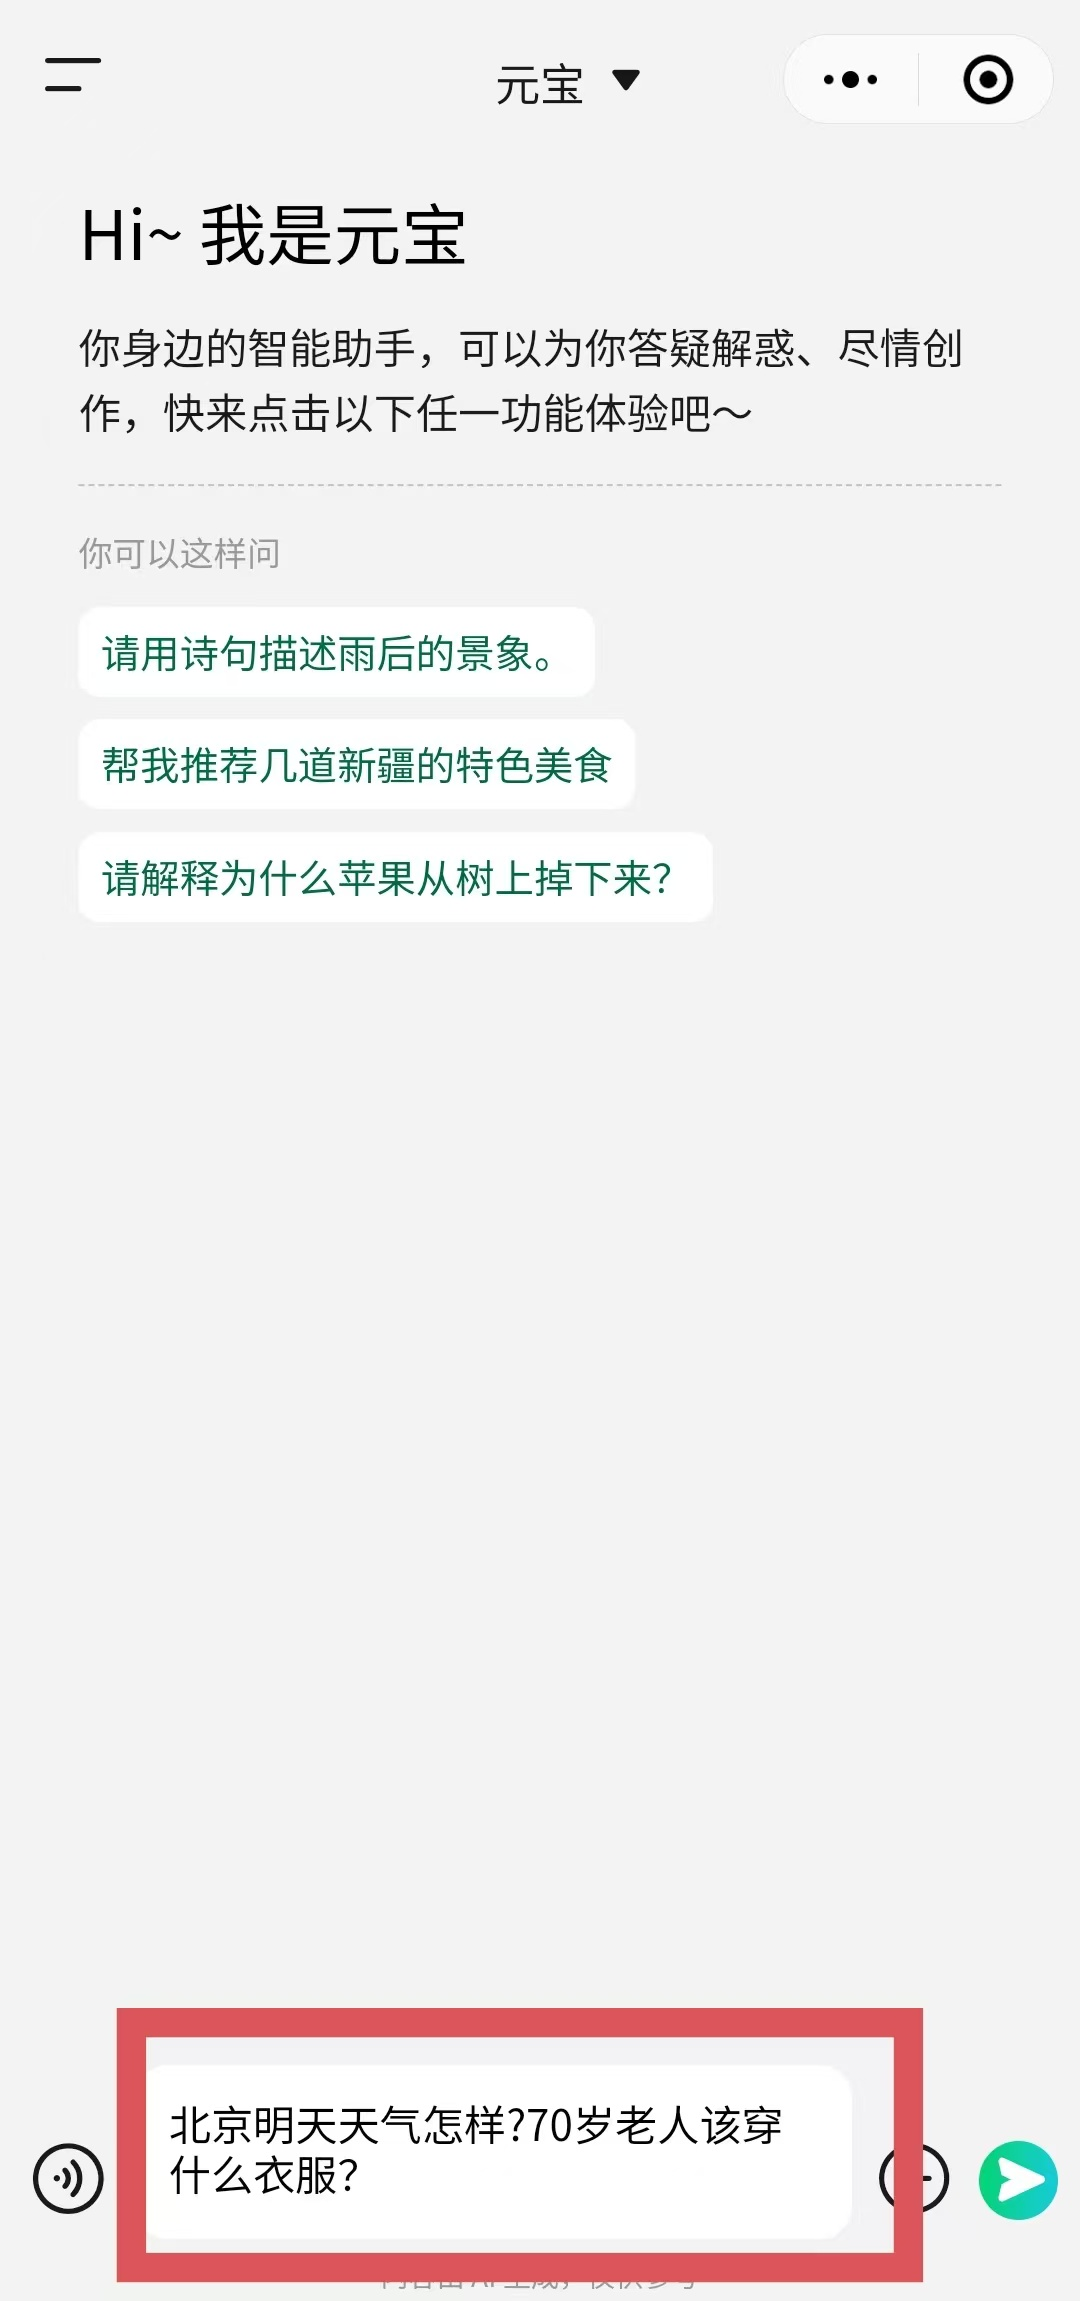 元宝
Hi~ 我是元宝
你身边的智能助手，可以为你答疑解惑、尽情创
作，快来点击以下任一功能体验吧～
你可以这样问
请用诗句描述雨后的景象。
帮我推荐几道新疆的特色美食
请解释为什么苹果从树上掉下来？
北京明天天气怎样?70岁老人该穿
什么衣服？